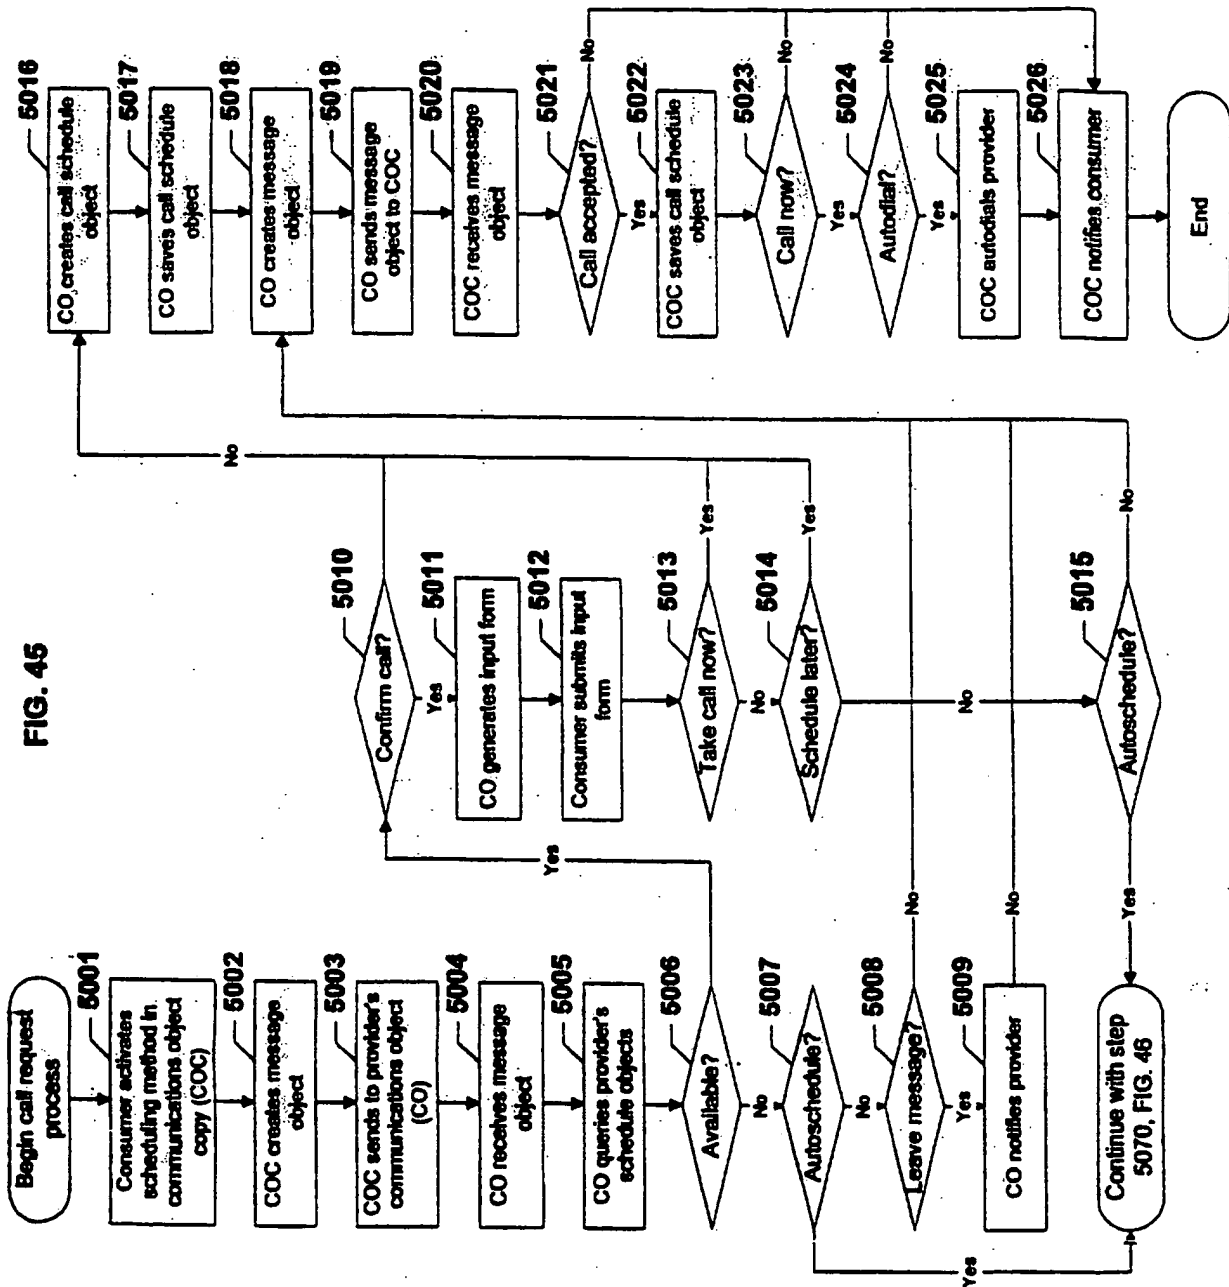 FIG. 45
Begin call request
process
5001
Consumer activates
scheduling method in
communications object
copy (COC)
5002
COC creates message
object
5003
COC sends to provider's
communications object
(CO)
5004
CO receives message
object
5005
CO queries provider's
schedule objects
5006
Available?
Yes
No
5007
Autoschedule?
Yes
No
5008
Leave message?
No
Yes
5009
CO notifies provider
No
Continue with step
5070, FIG. 46
5010
Confirm call?
No
Yes
5011
CO generates input form
5012
Consumer submits input
form
5013
Take call now?
Yes
No
5014
Schedule later?
Yes
No
5015
Autoschedule?
No
Yes
5016
CO creates call schedule
object
5017
CO saves call schedule
object
5018
CO creates message
object
5019
CO sends message
object to COC
5020
COC receives message
object
5021
Call accepted?
No
Yes
5022
COC saves call schedule
object
5023
Call now?
No
Yes
5024
Autodial?
No
Yes
5025
COC autodials provider
5026
COC notifies consumer
End